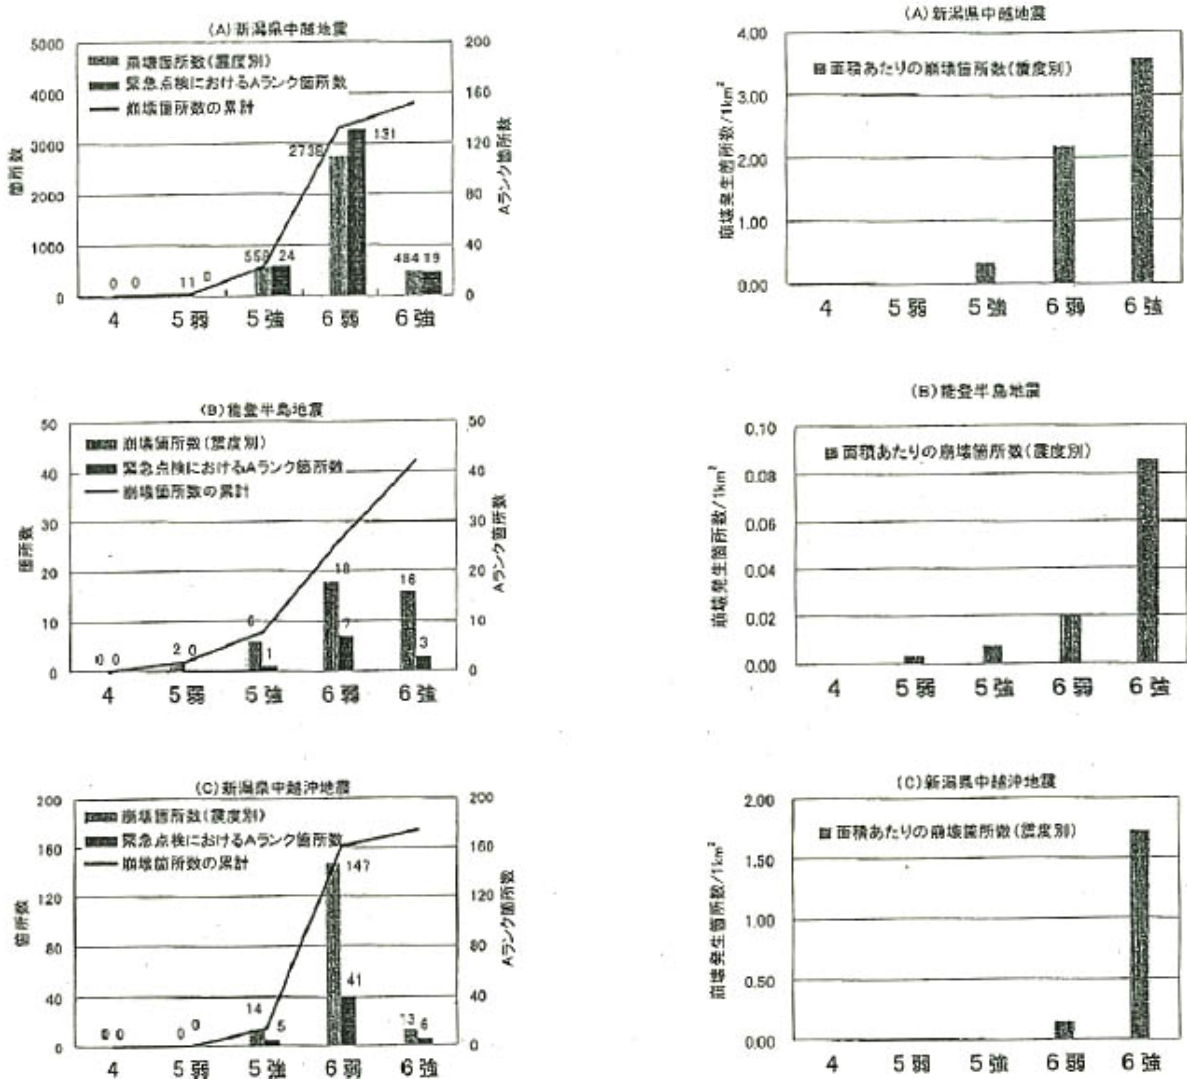 (A)新潟県中越地震
5000
4000
3000
2000
1000
0
箇所数
崩壊箇所数(震度別)
緊急点検におけるAランク箇所数
崩壊箇所数の累計
200
160
120
80
40
0
Aランク箇所数
0 0
11 0
558 24
2736 131
484 19
4 5弱 5強 6弱 6強
(A)新潟県中越地震
4.00
3.00
2.00
1.00
0.00
崩壊発生箇所数/1km²
面積あたりの崩壊箇所数(震度別)
4 5弱 5強 6弱 6強
(B)能登半島地震
50
40
30
20
10
0
箇所数
崩壊箇所数(震度別)
緊急点検におけるAランク箇所数
崩壊箇所数の累計
50
40
30
20
10
0
Aランク箇所数
0 0
2 0
6 1
18 7
16 3
4 5弱 5強 6弱 6強
(B)能登半島地震
0.10
0.08
0.06
0.04
0.02
0.00
崩壊発生箇所数/1km²
面積あたりの崩壊箇所数(震度別)
4 5弱 5強 6弱 6強
(C)新潟県中越沖地震
200
160
120
80
40
0
箇所数
崩壊箇所数(震度別)
緊急点検におけるAランク箇所数
崩壊箇所数の累計
200
160
120
80
40
0
Aランク箇所数
0 0
0 0
14 5
147 41
13 6
4 5弱 5強 6弱 6強
(C)新潟県中越沖地震
2.00
1.50
1.00
0.50
0.00
崩壊発生箇所数/1km²
面積あたりの崩壊箇所数(震度別)
4 5弱 5強 6弱 6強